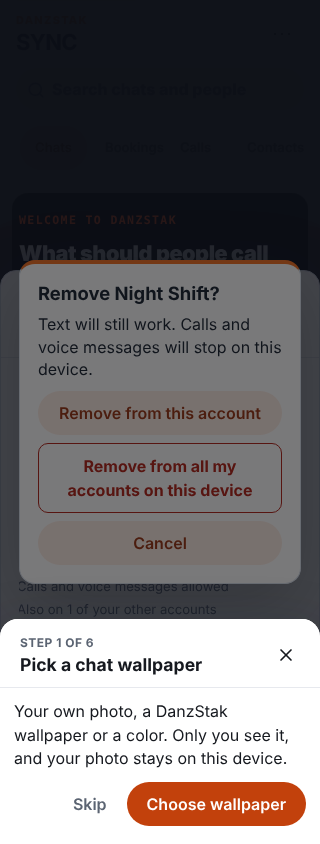 SYNC
Search chats and people
WELCOME TO DANZSTAK
What should people call
Remove Night Shift?
Text will still work. Calls and
voice messages will stop on this
device.
Remove from this account
Remove from all my
accounts on this device
Cancel
Calls and voice messages allowed
Also on 1 of your other accounts
STEP 1 OF 6
Pick a chat wallpaper
Your own photo, a DanzStak
wallpaper or a color. Only you see it,
and your photo stays on this device.
Skip
Choose wallpaper